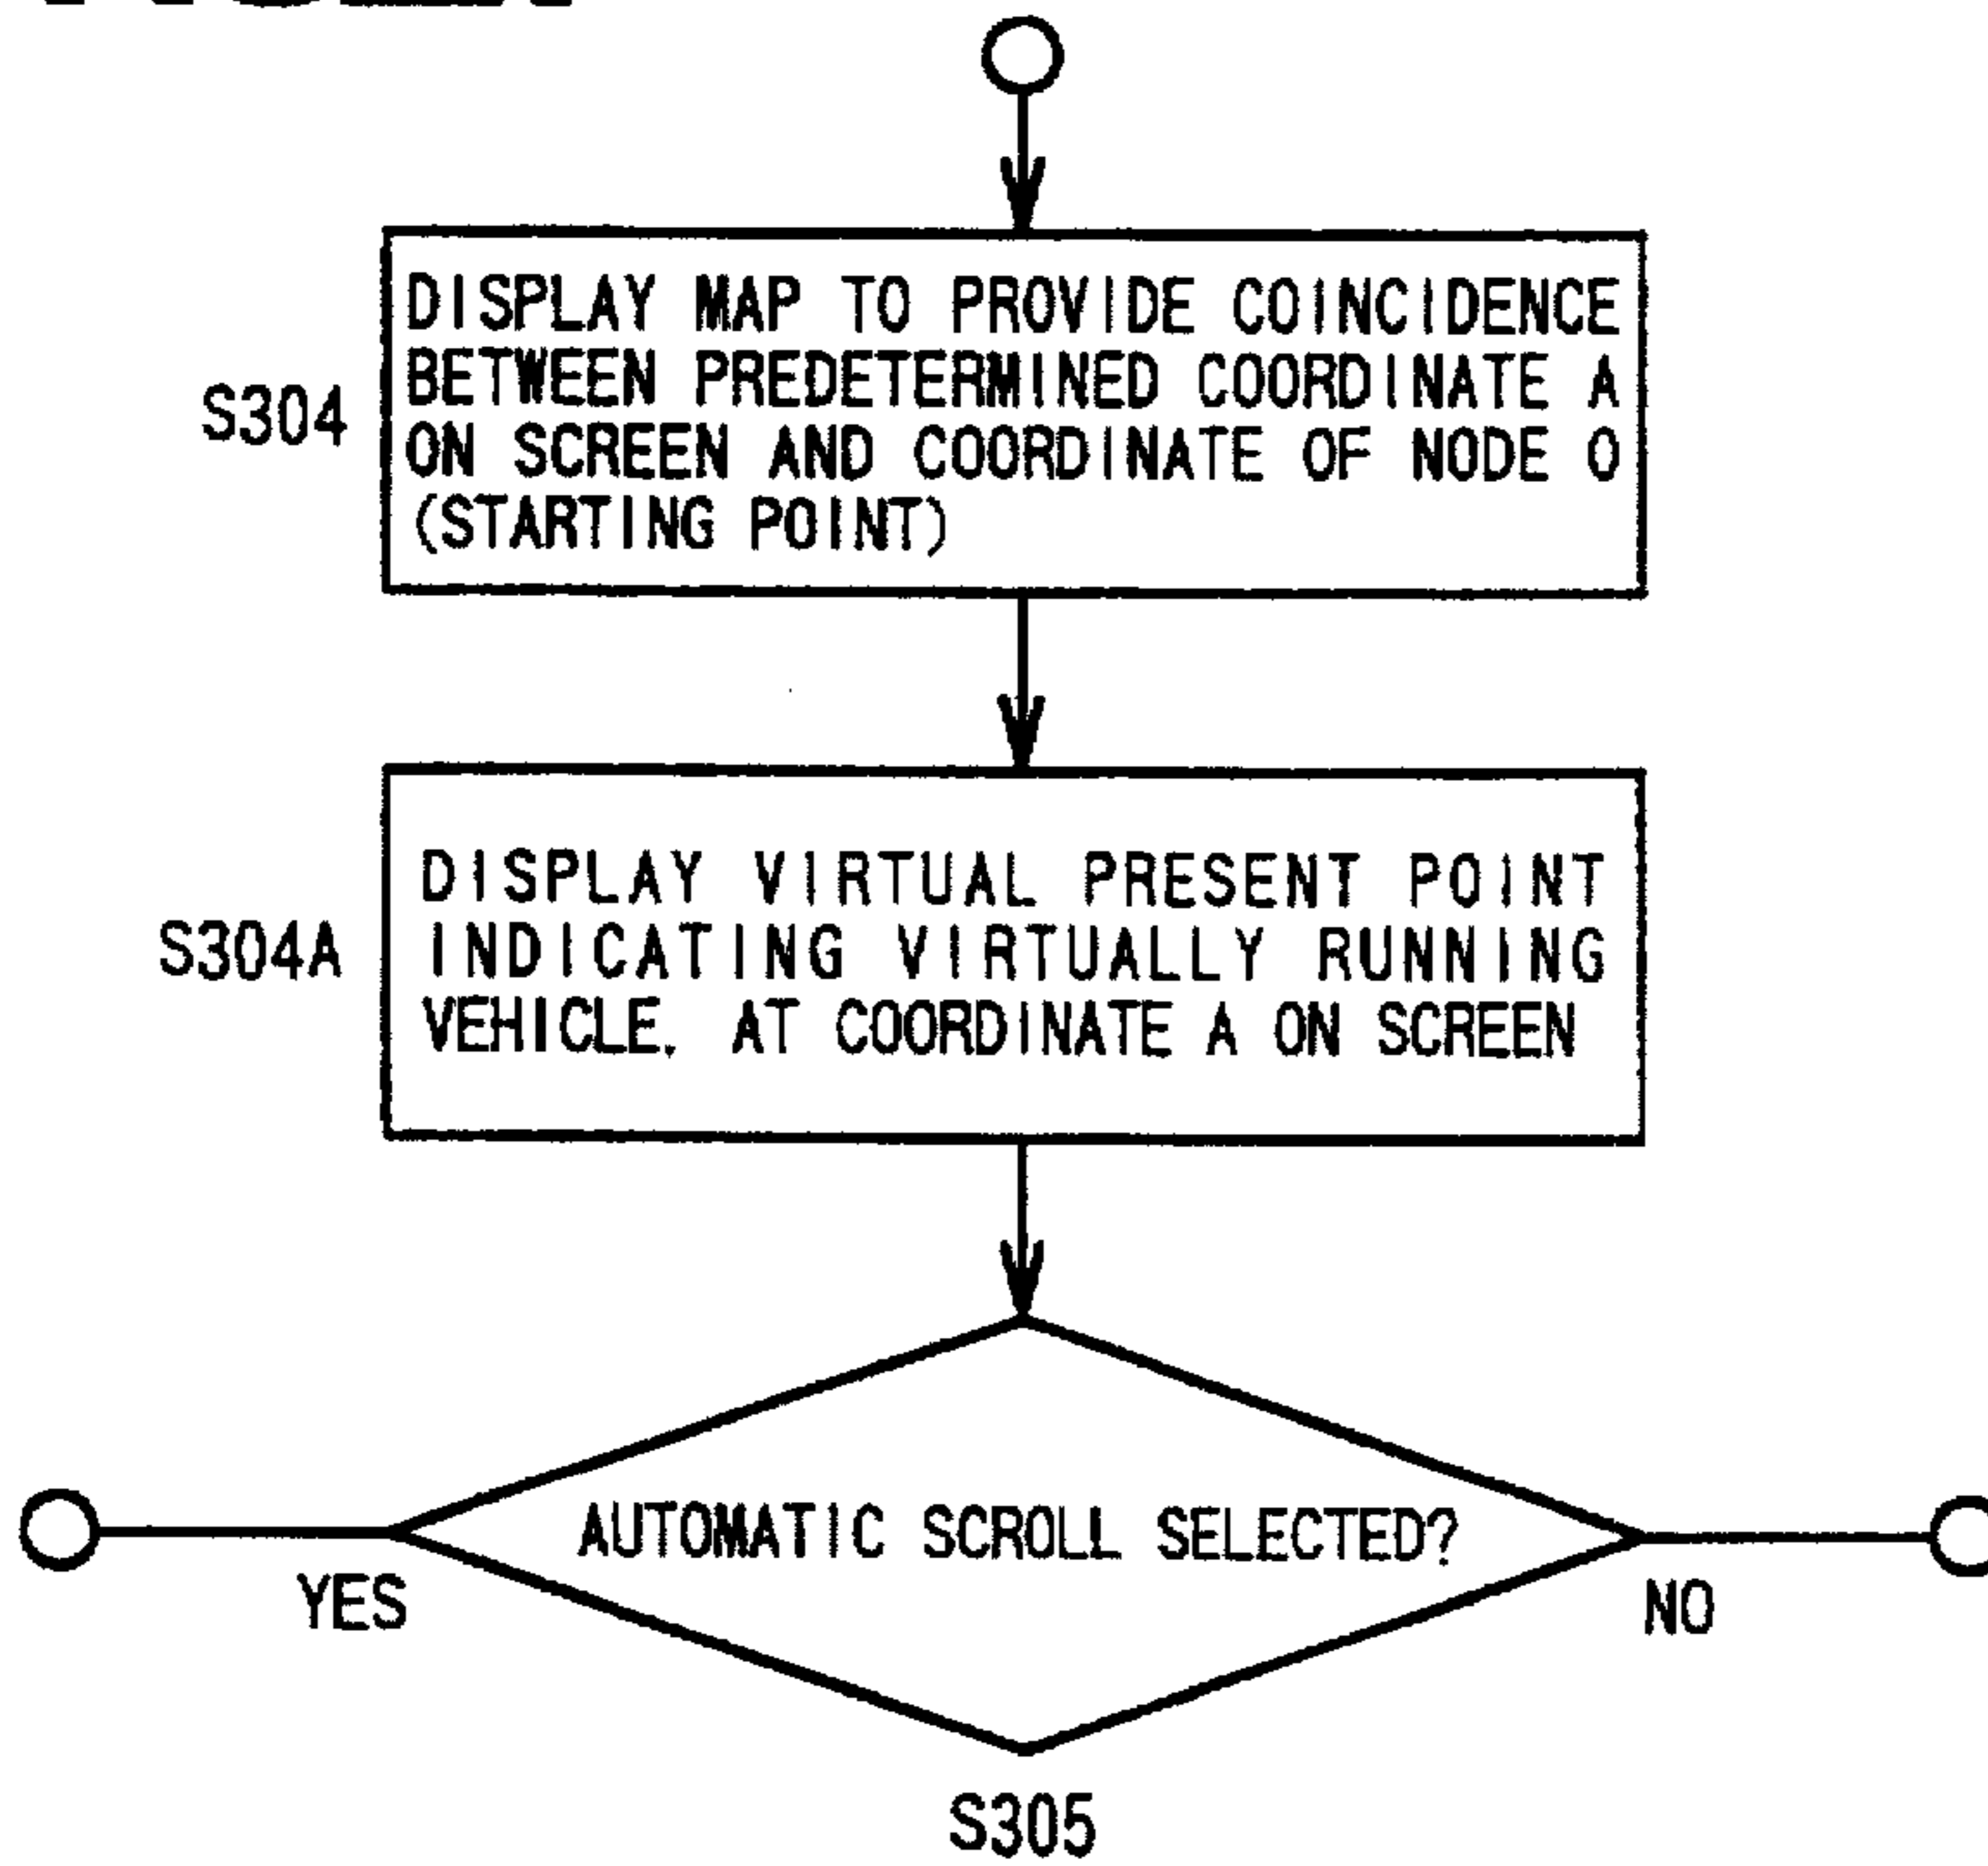 DISPLAY MAP TO PROVIDE COINCIDENCE
BETWEEN PREDETERMINED COORDINATE A
ON SCREEN AND COORDINATE OF NODE 0
(STARTING POINT)
S304
DISPLAY VIRTUAL PRESENT POINT
INDICATING VIRTUALLY RUNNING
VEHICLE, AT COORDINATE A ON SCREEN
S304A
AUTOMATIC SCROLL SELECTED?
YES
NO
S305